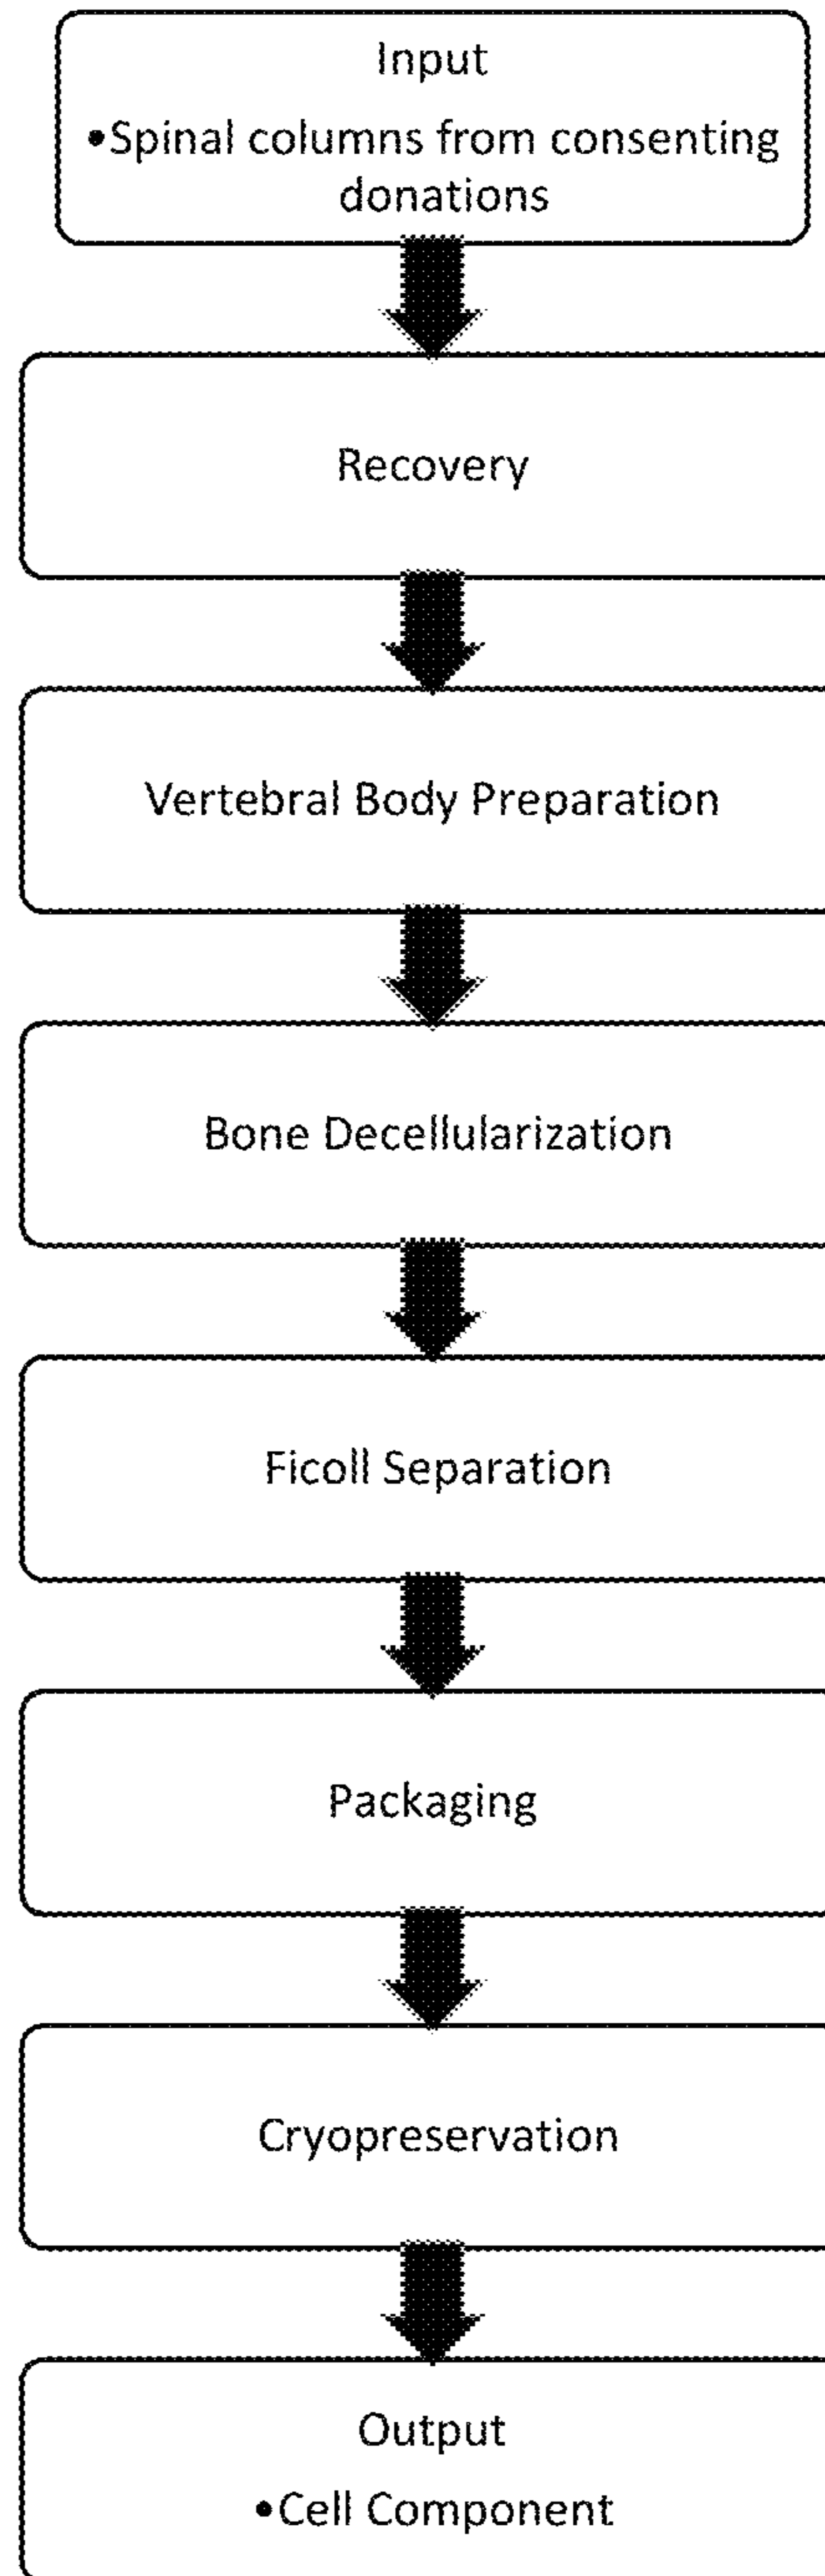 Input
•Spinal columns from consenting
donations
Recovery
Vertebral Body Preparation
Bone Decellularization
Ficoll Separation
Packaging
Cryopreservation
Output
•Cell Component